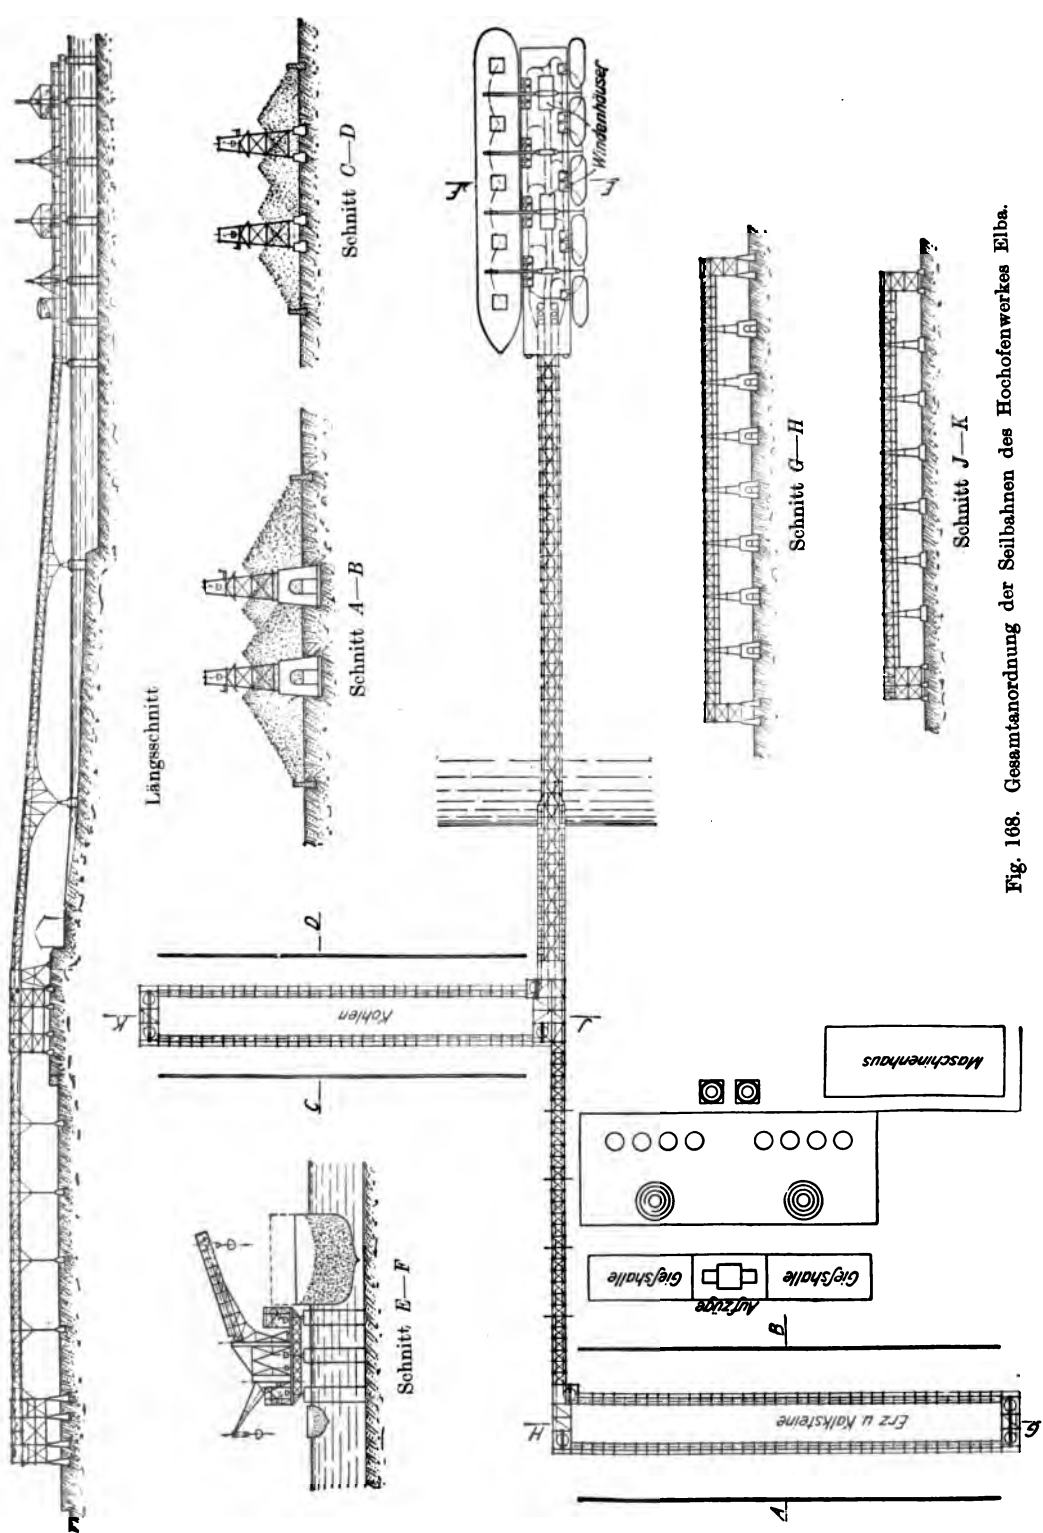 Längsschnitt
Schnitt A—B
Schnitt C—D
Windenhäuser
F
D
K
Kohlen
J
C
Schnitt E—F
Schnitt G—H
Schnitt J—K
Maschinenhaus
Gießhalle
Aufzüge
Gießhalle
B
H
Erz u. Kalksteine
G
A
Fig. 168. Gesamtanordnung der Seilbahnen des Hochofenwerkes Elba.